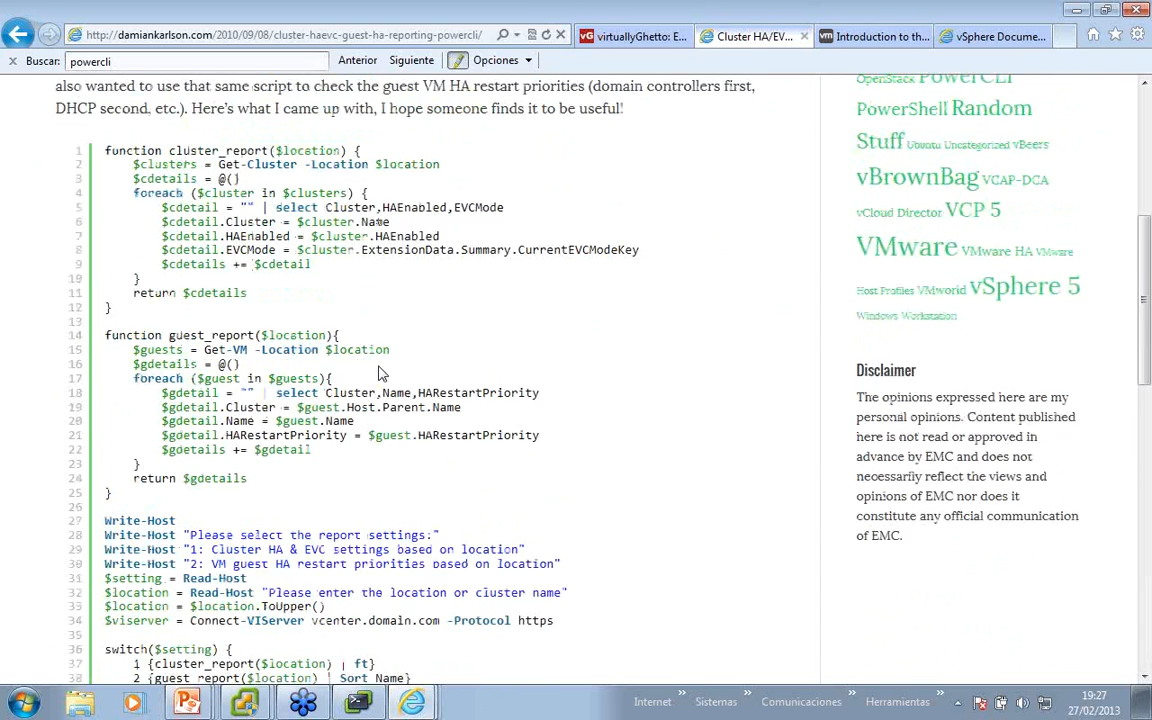 http://damiankarlson.com/2010/09/08/cluster-haevc-guest-ha-reporting-powercli/
virtuallyGhetto: E...
Cluster HA/EV...
Introduction to th...
vSphere Docume...
Buscar: powercli
Anterior
Siguiente
Opciones
also wanted to use that same script to check the guest VM HA restart priorities (domain controllers first,
DHCP second, etc.). Here's what I came up with, I hope someone finds it to be useful!
1 function cluster_report($location) {
2 $clusters = Get-Cluster -Location $location
3 $cdetails = @()
4 foreach ($cluster in $clusters) {
5 $cdetail = "" | select Cluster,HAEnabled,EVCMode
6 $cdetail.Cluster = $cluster.Name
7 $cdetail.HAEnabled = $cluster.HAEnabled
8 $cdetail.EVCMode = $cluster.ExtensionData.Summary.CurrentEVCModeKey
9 $cdetails += $cdetail
10 }
11 return $cdetails
12 }
13
14 function guest_report($location){
15 $guests = Get-VM -Location $location
16 $gdetails = @()
17 foreach ($guest in $guests){
18 $gdetail = "" | select Cluster,Name,HARestartPriority
19 $gdetail.Cluster = $guest.Host.Parent.Name
20 $gdetail.Name = $guest.Name
21 $gdetail.HARestartPriority = $guest.HARestartPriority
22 $gdetails += $gdetail
23 }
24 return $gdetails
25 }
26
27 Write-Host
28 Write-Host "Please select the report settings:"
29 Write-Host "1: Cluster HA & EVC settings based on location"
30 Write-Host "2: VM guest HA restart priorities based on location"
31 $setting = Read-Host
32 $location = Read-Host "Please enter the location or cluster name"
33 $location = $location.ToUpper()
34 $viserver = Connect-VIServer vcenter.domain.com -Protocol https
35
36 switch($setting) {
37 1 {cluster_report($location) | ft}
38 2 {guest_report($location) | Sort Name}
OpenStack PowerCLI
PowerShell Random
Stuff Ubuntu Uncategorized vBeers
vBrownBag VCAP-DCA
vCloud Director VCP 5
VMware VMware HA VMware
Host Profiles VMworld vSphere 5
Windows Workstation
Disclaimer
The opinions expressed here are my
personal opinions. Content published
here is not read or approved in
advance by EMC and does not
necessarily reflect the views and
opinions of EMC nor does it
constitute any official communication
of EMC.
Internet
Sistemas
Comunicaciones
Herramientas
19:27
27/02/2013